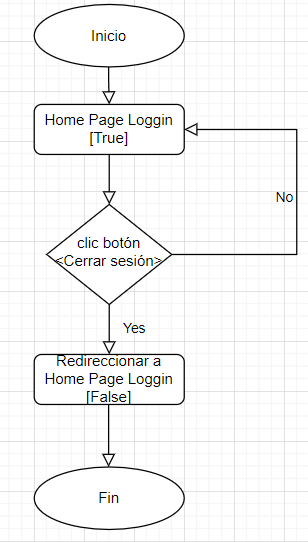 Inicio
Home Page Loggin
[True]
clic botón
<Cerrar sesión>
No
Yes
Redireccionar a
Home Page Loggin
[False]
Fin